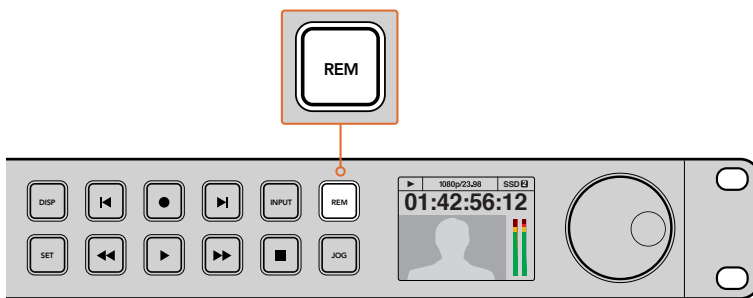 REM
DISP
INPUT
REM
1080p/23.98
SSD 2
01:42:56:12
SET
JOG